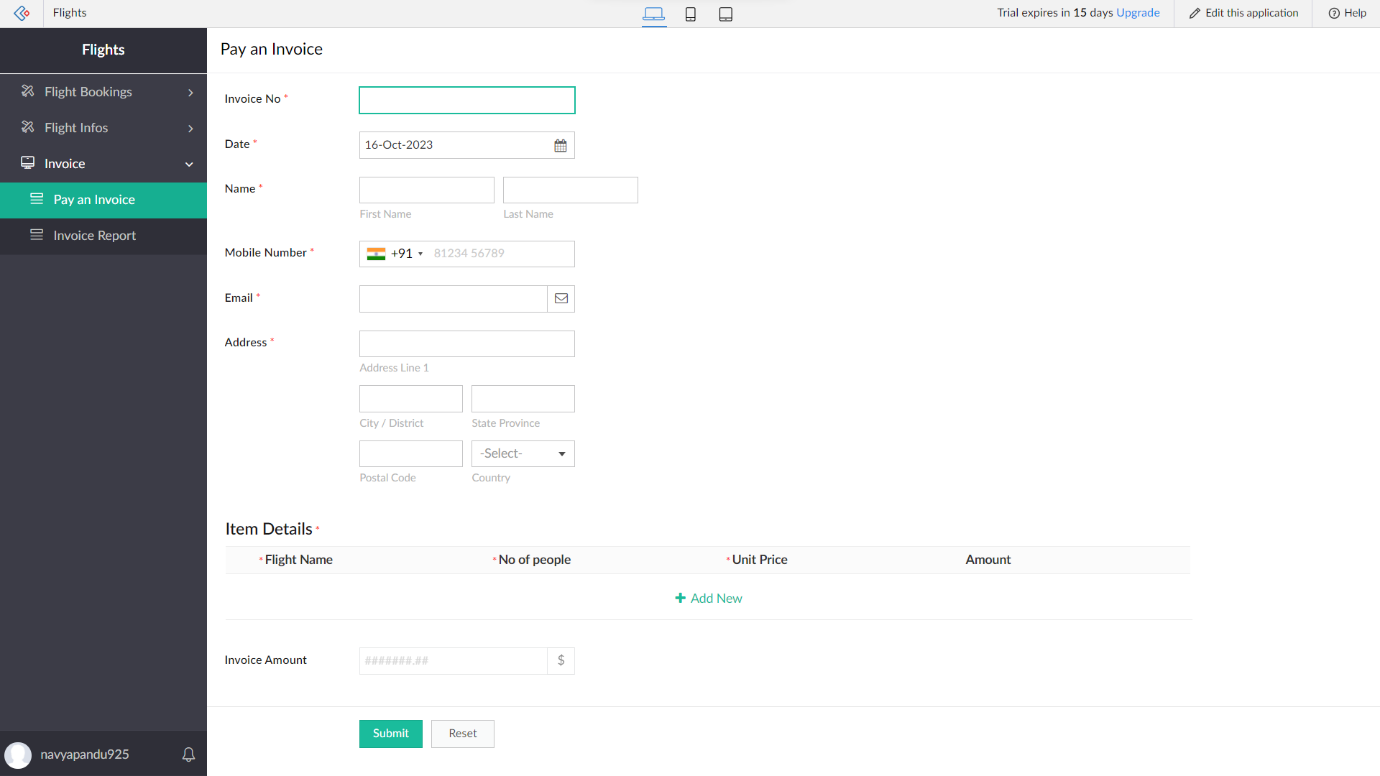 Flights
Trial expires in 15 days Upgrade
Edit this application
Help
Flights
Flight Bookings
Flight Infos
Invoice
Pay an Invoice
Invoice Report
navyapandu925
Pay an Invoice
Invoice No *
Date *
16-Oct-2023
Name *
First Name
Last Name
Mobile Number *
+91
81234 56789
Email *
Address *
Address Line 1
City / District
State Province
-Select-
Postal Code
Country
Item Details *
* Flight Name
* No of people
* Unit Price
Amount
+ Add New
Invoice Amount
#######.##
$
Submit
Reset